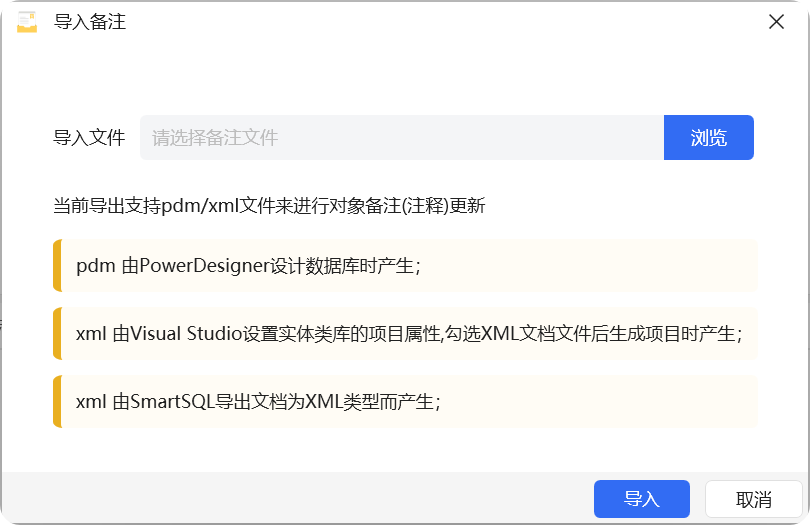 导入备注
导入文件 请选择备注文件 浏览
当前导出支持pdm/xml文件来进行对象备注(注释)更新
pdm 由PowerDesigner设计数据库时产生；
xml 由Visual Studio设置实体类库的项目属性,勾选XML文档文件后生成项目时产生；
xml 由SmartSQL导出文档为XML类型而产生；
导入 取消